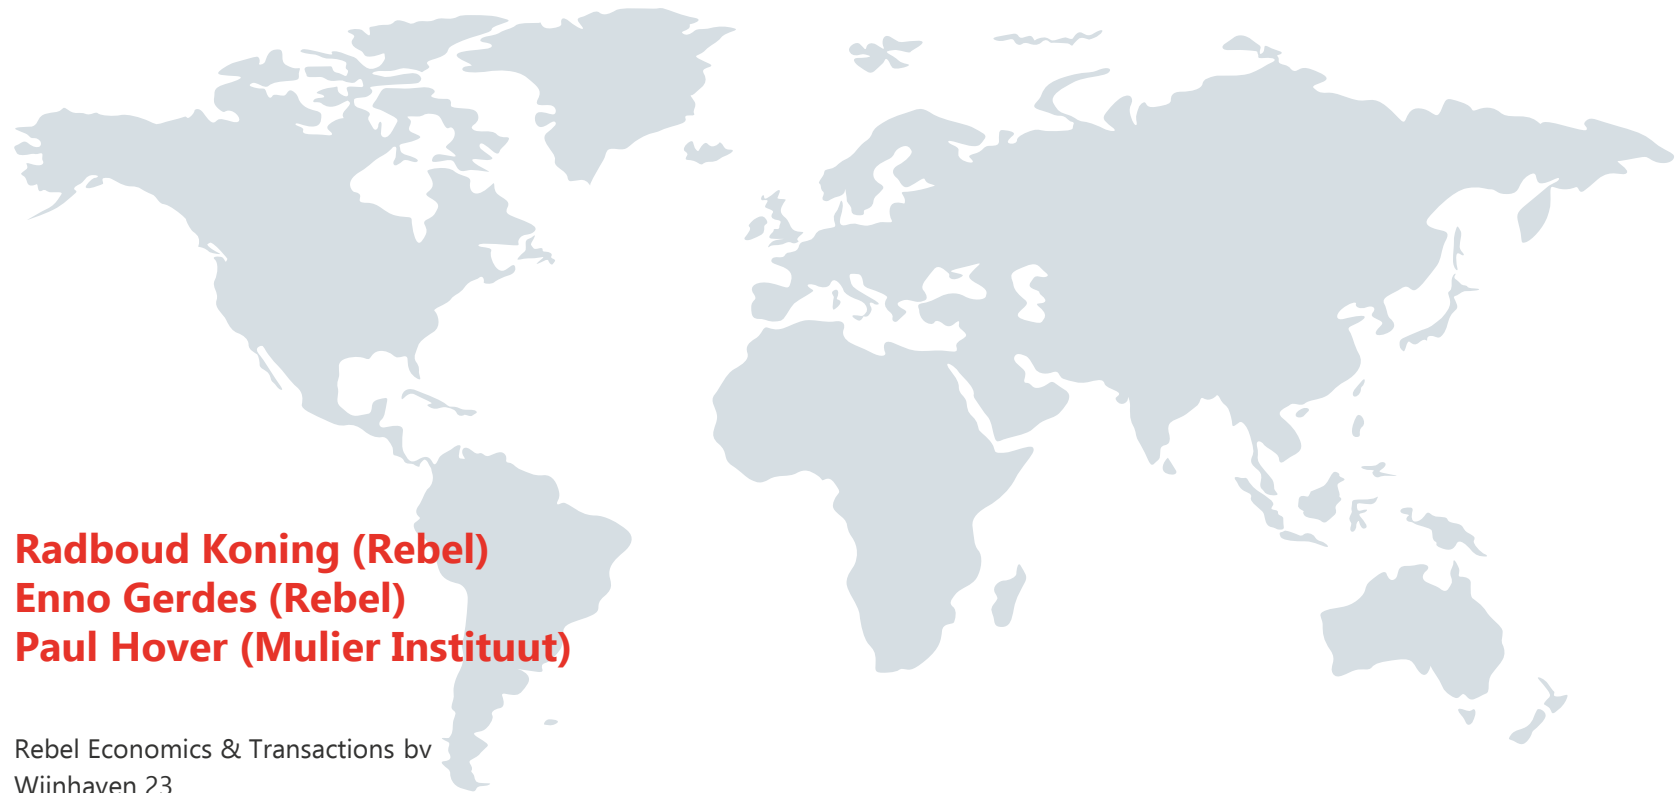 Radboud Koning (Rebel)
Enno Gerdes (Rebel)
Paul Hover (Mulier Instituut)
Rebel Economics & Transactions bv
Wijnhaven 23